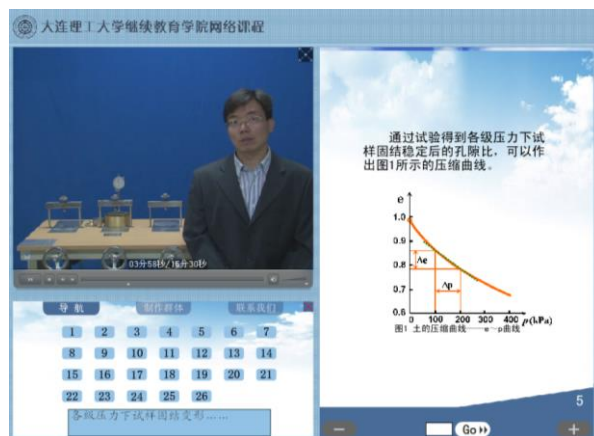 大连理工大学继续教育学院网络课程
03分58秒/16分30秒
导航
制作群体
联系我们
1 2 3 4 5 6 7
8 9 10 11 12 13 14
15 16 17 18 19 20 21
22 23 24 25 26
各级压力下试样固结变形……
通过试验得到各级压力下试
样固结稳定后的孔隙比，可以作
出图1所示的压缩曲线。
e
1.0
0.9
0.8
0.7
0.6
Δe
Δp
0 100 200 300 400 p(kPa)
图1 土的压缩曲线——e－p曲线
5
Go